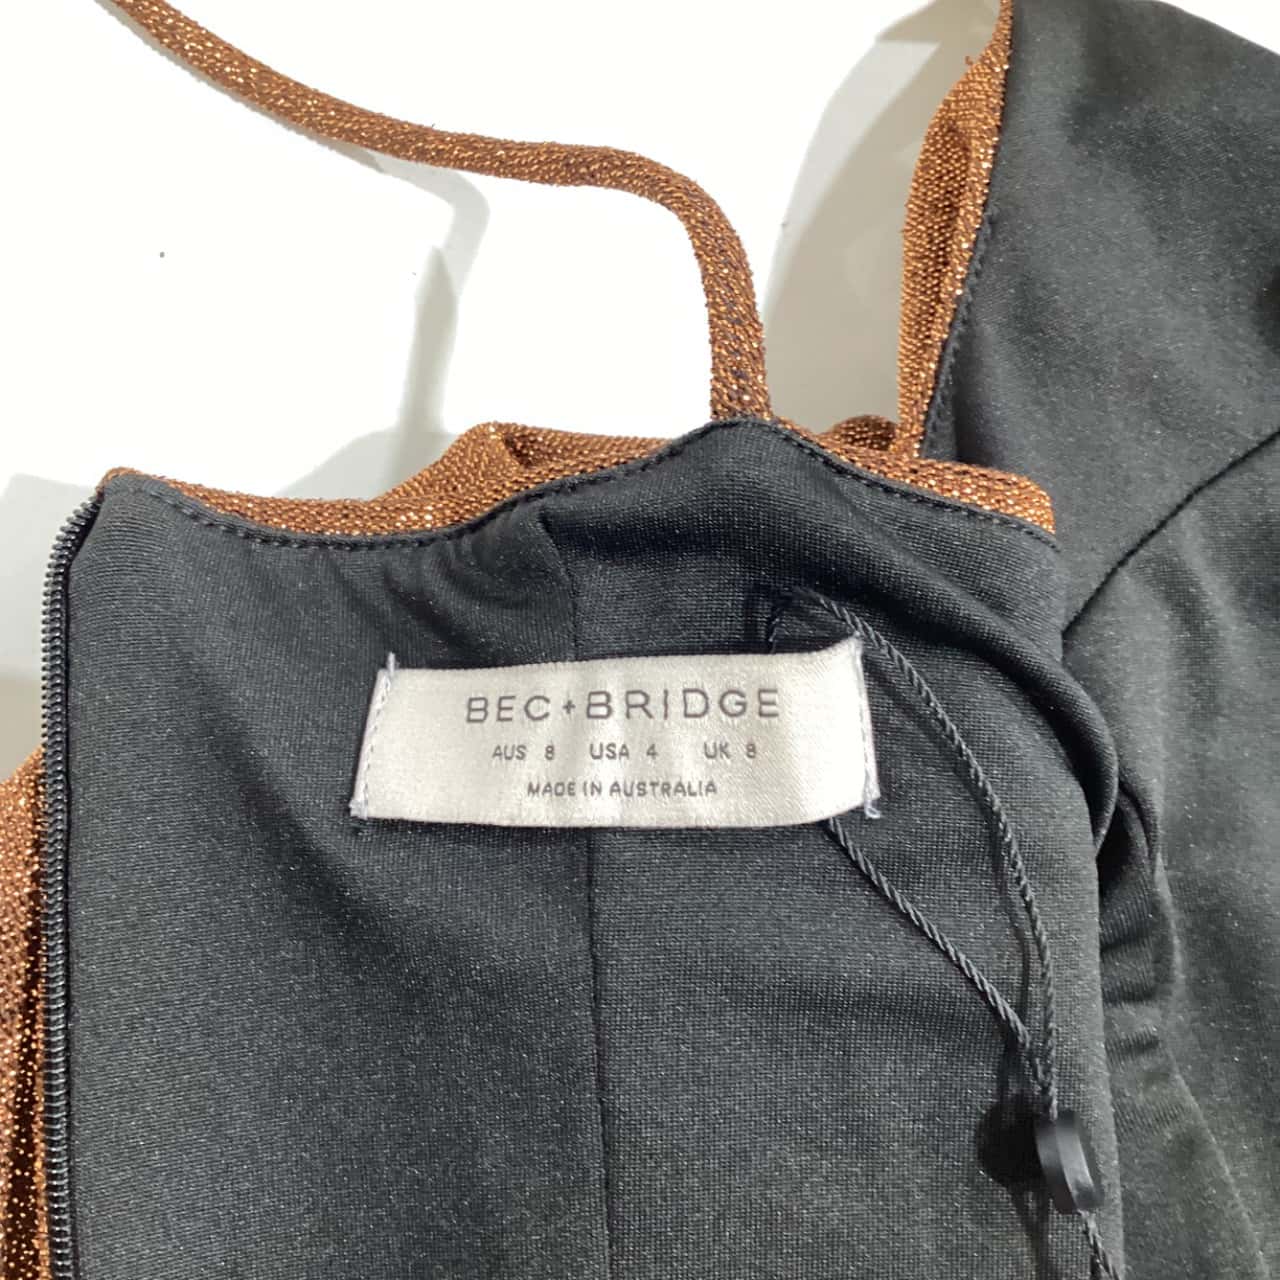 BEC+BRIDGE
AUS 8 USA 4 UK 8
MADE IN AUSTRALIA